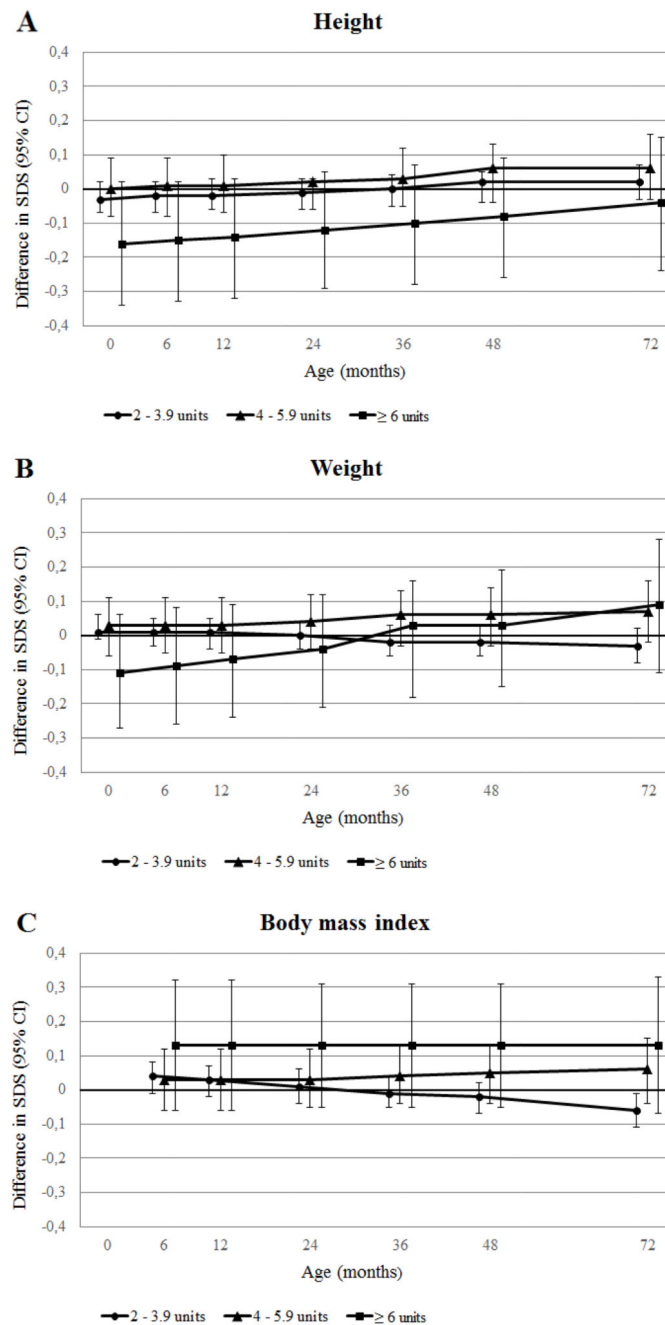 A
Height
Difference in SDS (95% CI)
0,4
0,3
0,2
0,1
0
-0,1
-0,2
-0,3
-0,4
0 6 12 24 36 48 72
Age (months)
2 - 3.9 units 4 - 5.9 units ≥ 6 units
B
Weight
Difference in SDS (95% CI)
0,4
0,3
0,2
0,1
0
-0,1
-0,2
-0,3
-0,4
0 6 12 24 36 48 72
Age (months)
2 - 3.9 units 4 - 5.9 units ≥ 6 units
C
Body mass index
Difference in SDS (95% CI)
0,4
0,3
0,2
0,1
0
-0,1
-0,2
-0,3
-0,4
0 6 12 24 36 48 72
Age (months)
2 - 3.9 units 4 - 5.9 units ≥ 6 units